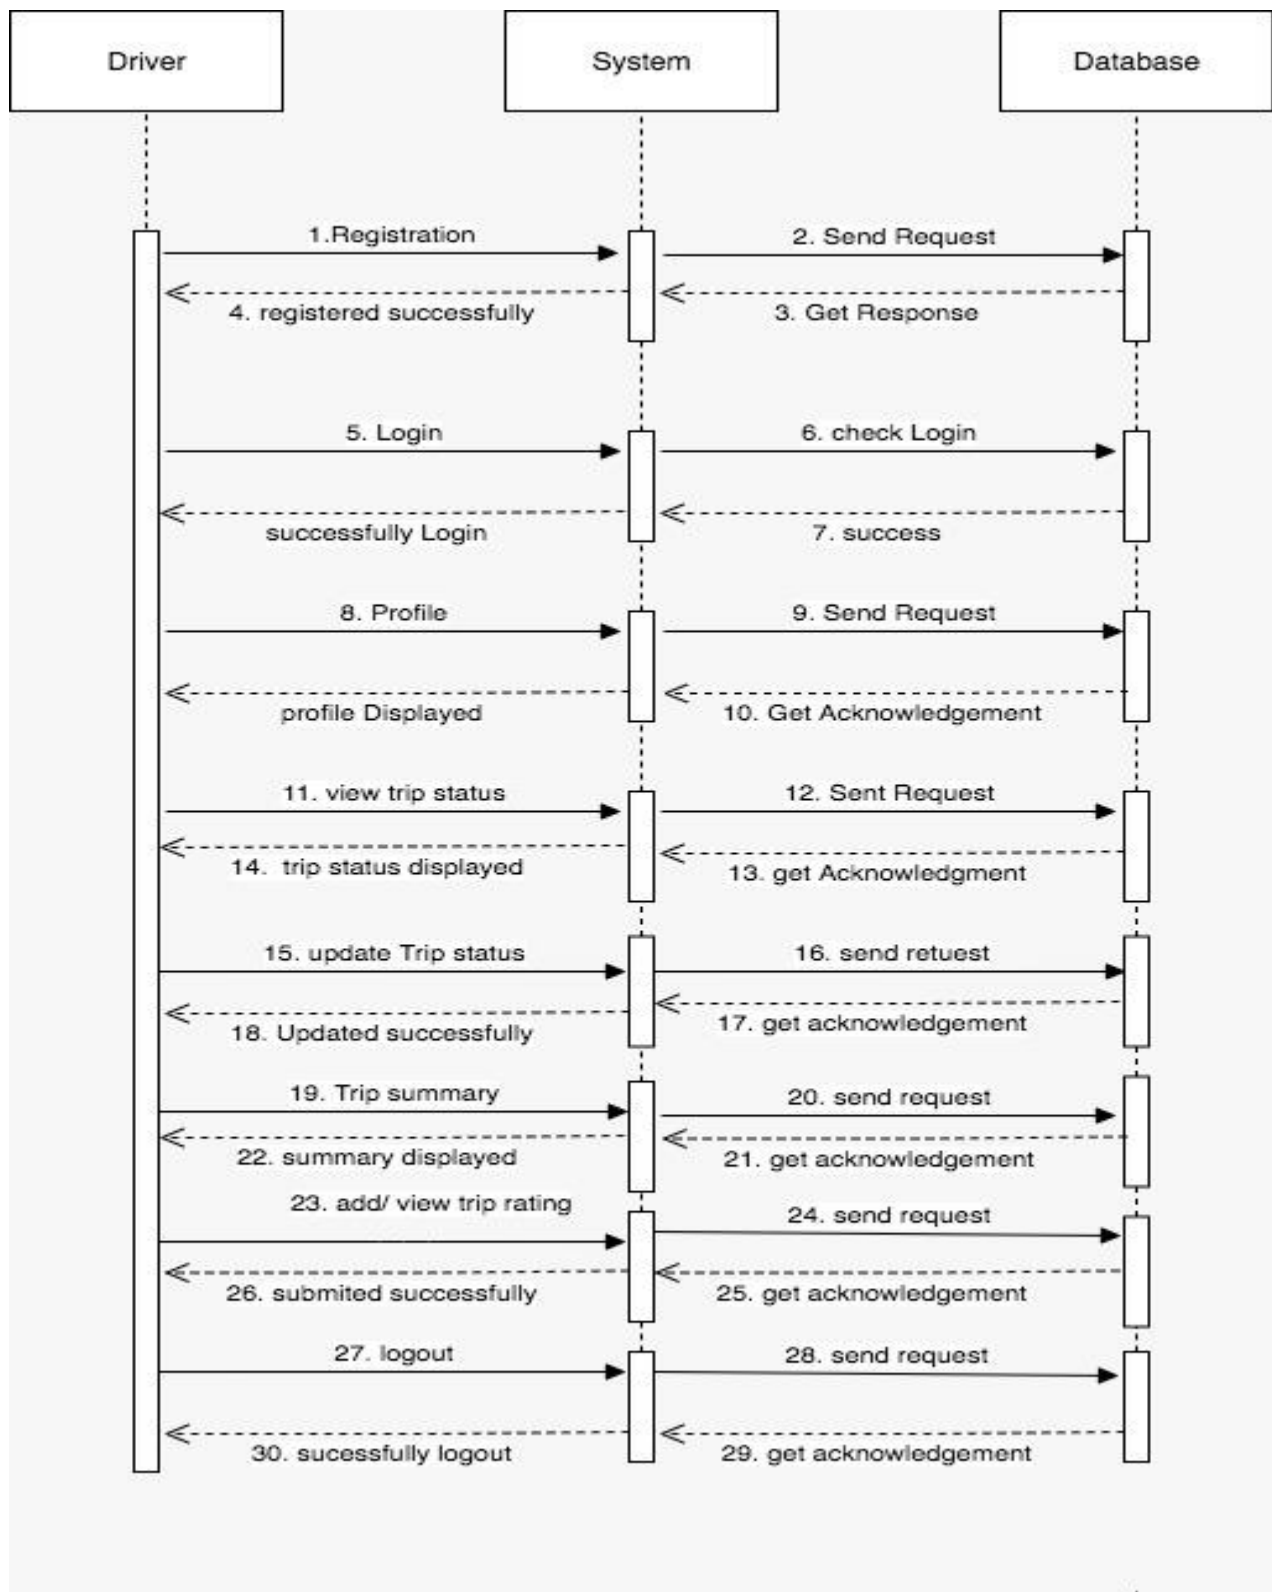 Driver
System
Database
1.Registration
2. Send Request
4. registered successfully
3. Get Response
5. Login
6. check Login
successfully Login
7. success
8. Profile
9. Send Request
profile Displayed
10. Get Acknowledgement
11. view trip status
12. Sent Request
14. trip status displayed
13. get Acknowledgment
15. update Trip status
16. send retuest
18. Updated successfully
17. get acknowledgement
19. Trip summary
20. send request
22. summary displayed
21. get acknowledgement
23. add/ view trip rating
24. send request
26. submited successfully
25. get acknowledgement
27. logout
28. send request
30. sucessfully logout
29. get acknowledgement